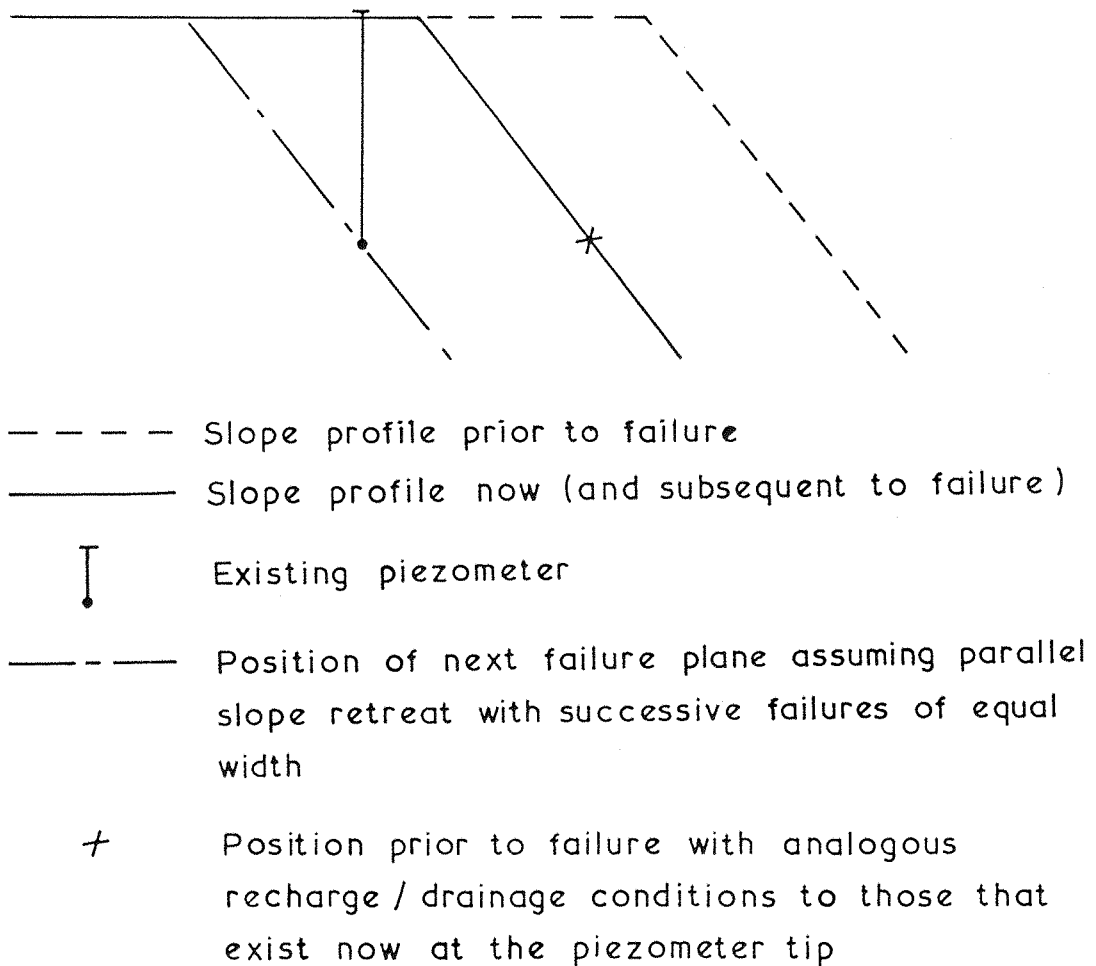 Slope profile prior to failure
Slope profile now (and subsequent to failure)
Existing piezometer
Position of next failure plane assuming parallel
slope retreat with successive failures of equal
width
Position prior to failure with analogous
recharge / drainage conditions to those that
exist now at the piezometer tip